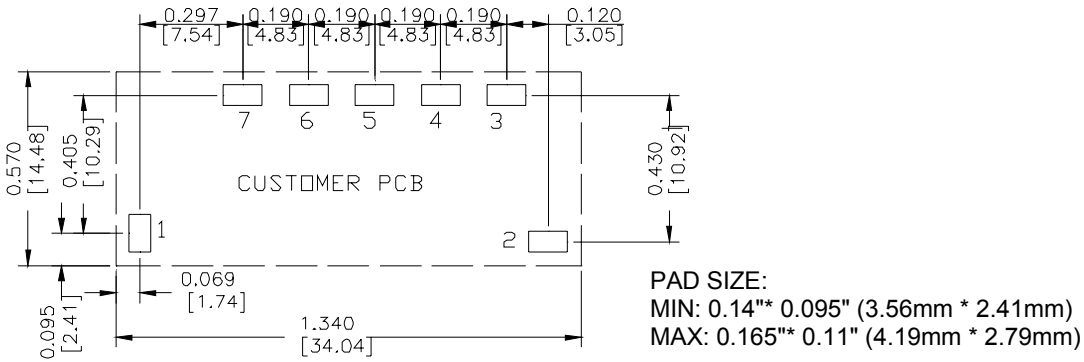 0.297 0.190 0.190 0.190 0.190 0.120
[7.54] [4.83] [4.83] [4.83] [4.83] [3.05]
7 6 5 4 3
0.570
[14.48]
0.405
[10.29]
0.430
[10.92]
CUSTOMER PCB
1
2
0.069
[1.74]
0.095
[2.41]
1.340
[34.04]
PAD SIZE:
MIN: 0.14"* 0.095" (3.56mm * 2.41mm)
MAX: 0.165"* 0.11" (4.19mm * 2.79mm)